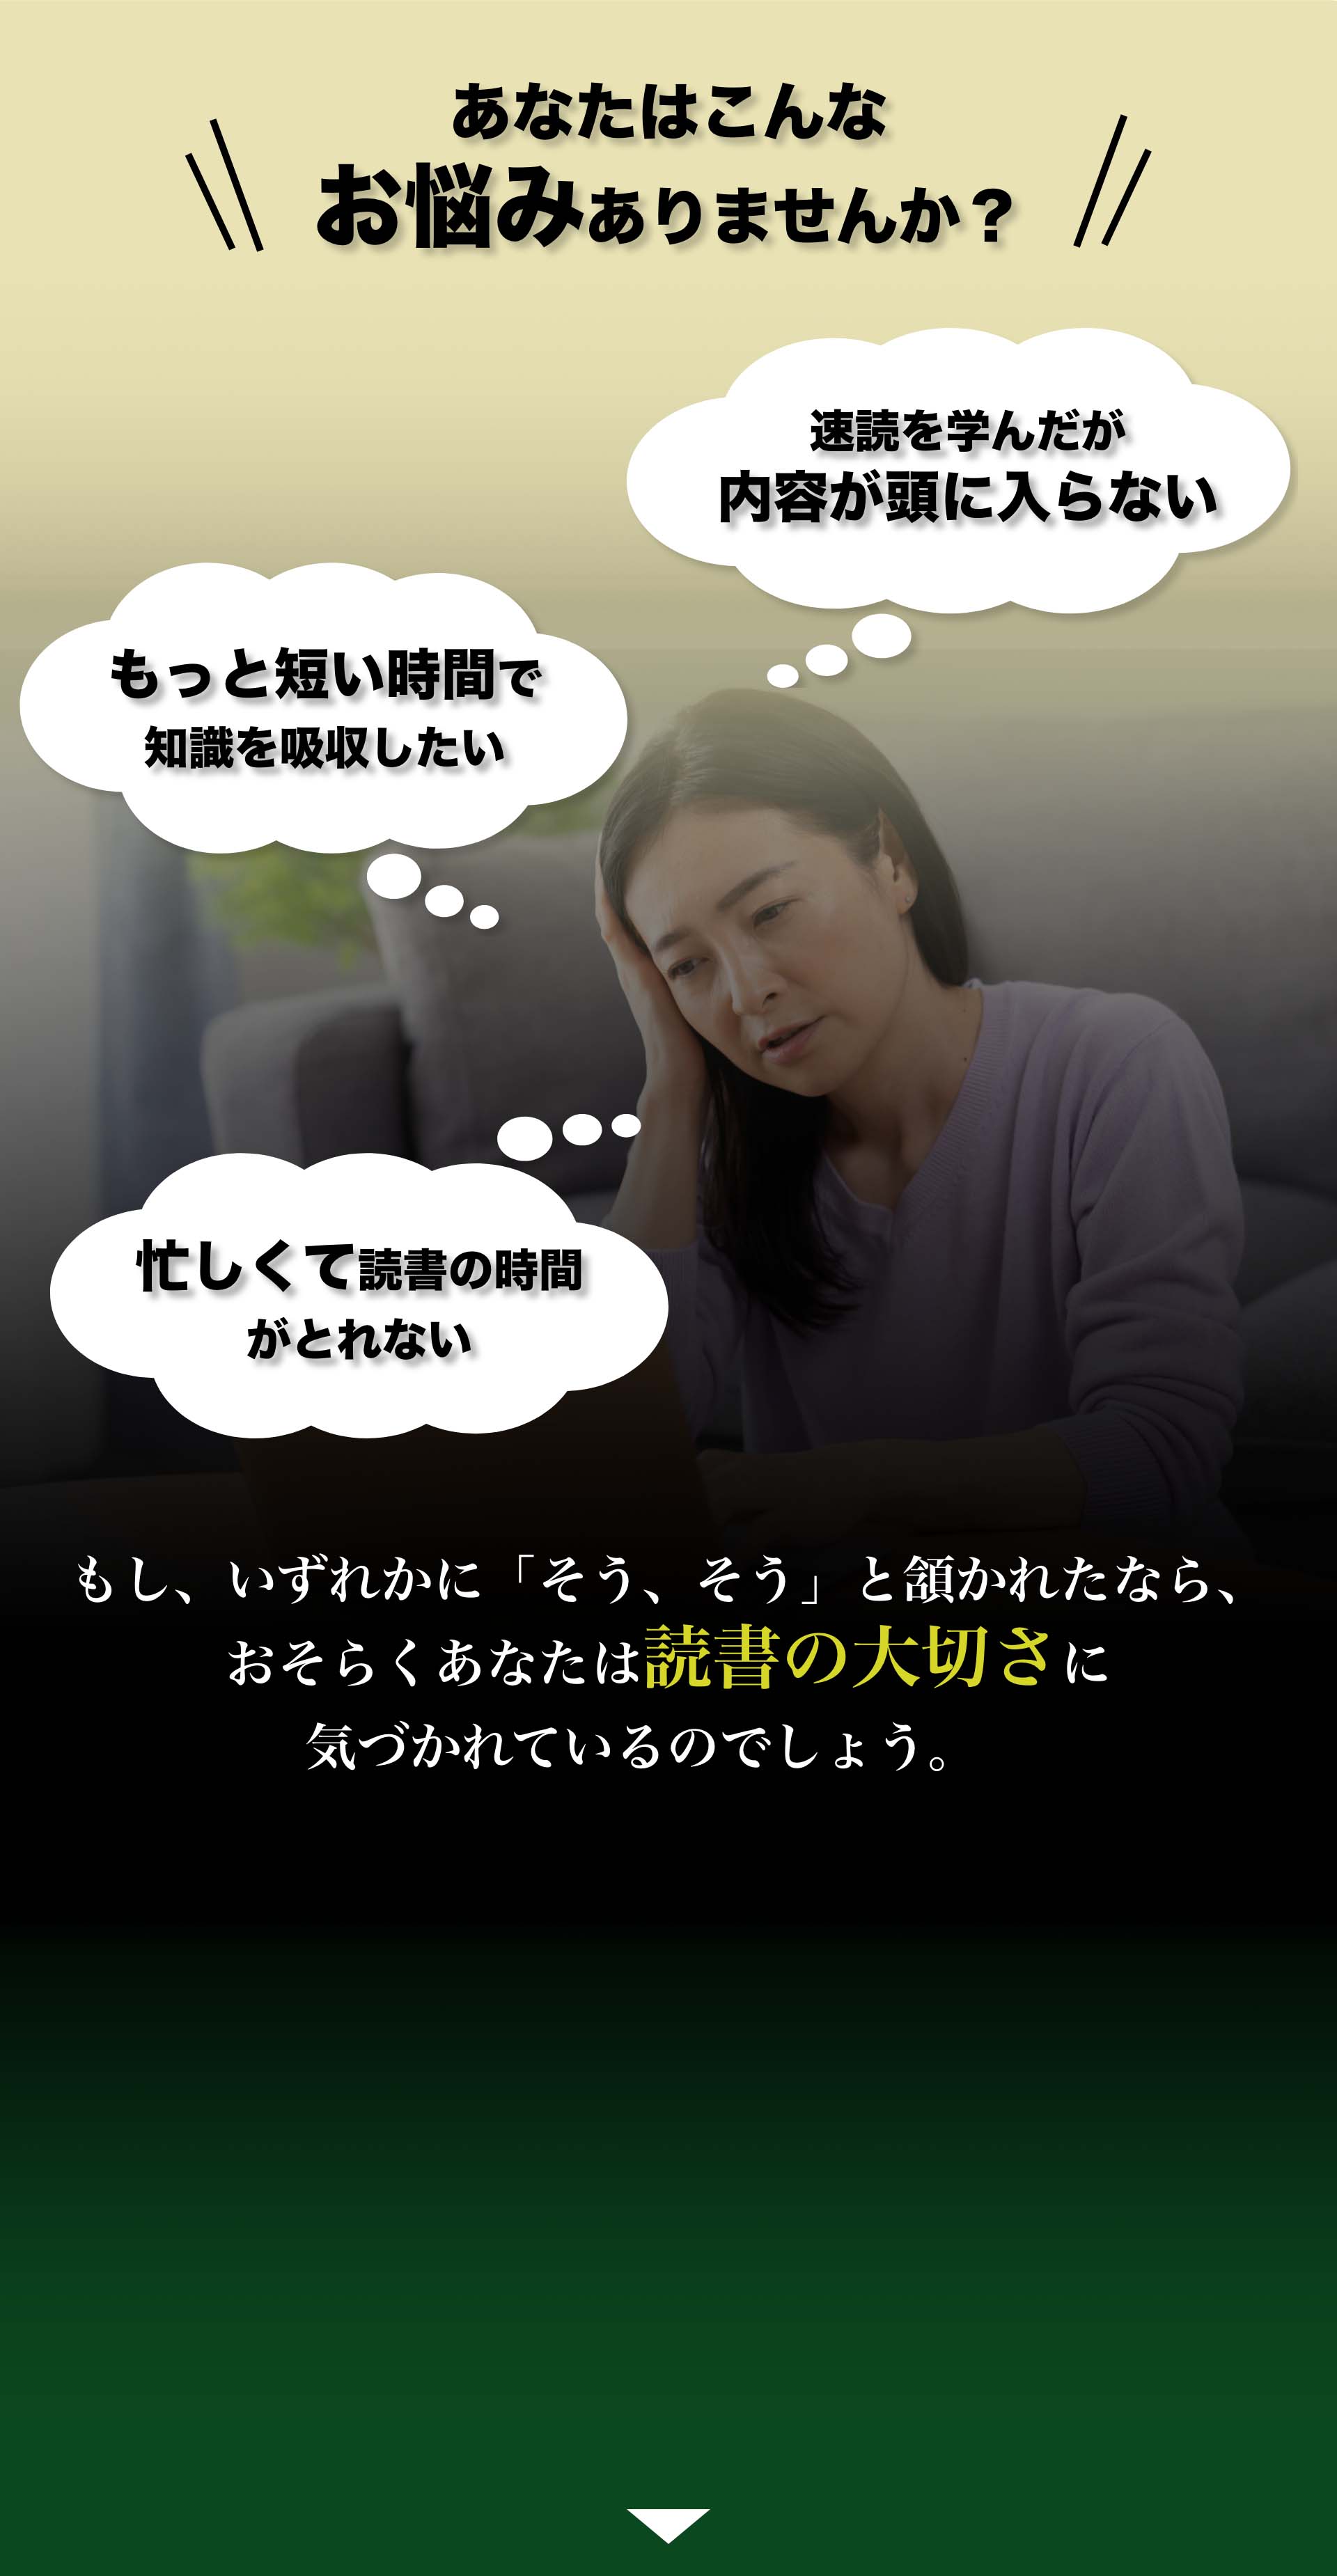 あなたはこんな
お悩みありませんか？
速読を学んだが
内容が頭に入らない
もっと短い時間で
知識を吸収したい
忙しくて読書の時間
がとれない
もし、いずれかに「そう、そう」と頷かれたなら、
おそらくあなたは読書の大切さに
気づかれているのでしょう。